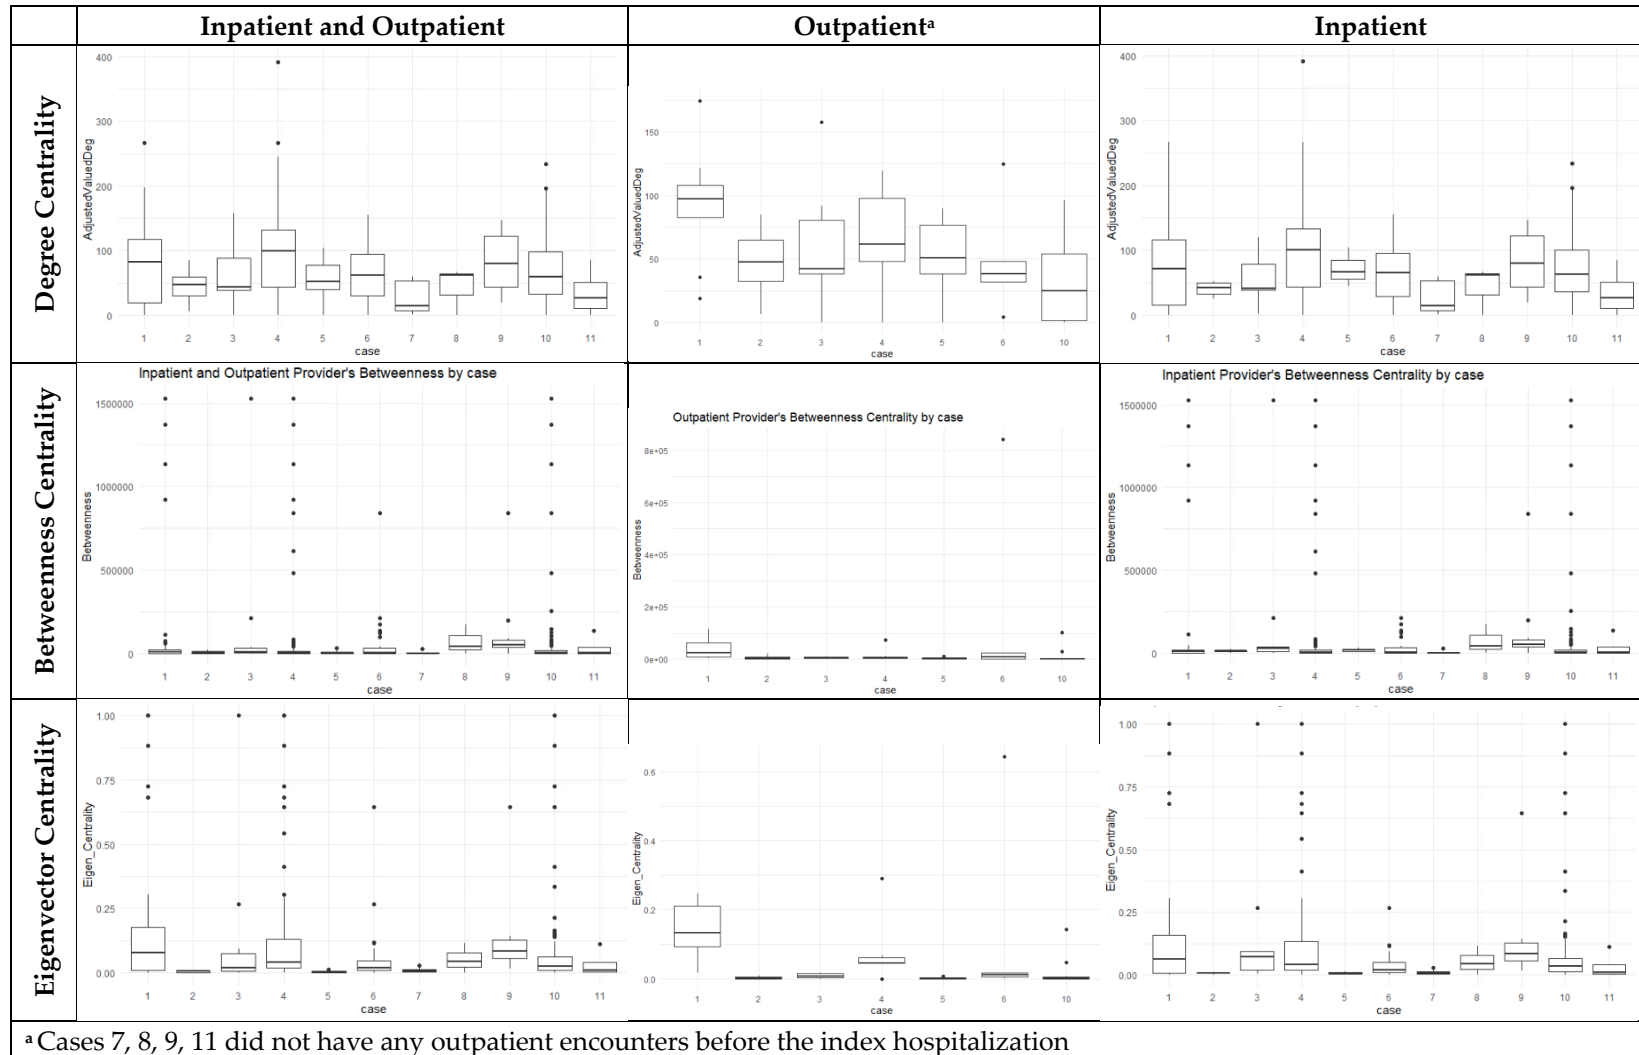 Inpatient and Outpatient
Outpatientᵃ
Inpatient
Degree Centrality
AdjustedValuedDeg
400
300
200
100
0
1 2 3 4 5 6 7 8 9 10 11
case
AdjustedValuedDeg
150
100
50
0
1 2 3 4 5 6 10
case
AdjustedValuedDeg
400
300
200
100
0
1 2 3 4 5 6 7 8 9 10 11
case
Betweenness Centrality
Inpatient and Outpatient Provider's Betweenness by case
Betweenness
1500000
1000000
500000
0
1 2 3 4 5 6 7 8 9 10 11
case
Outpatient Provider's Betweenness Centrality by case
Betweenness
8e+05
6e+05
4e+05
2e+05
0e+00
1 2 3 4 5 6 10
case
Inpatient Provider's Betweenness Centrality by case
Betweenness
1500000
1000000
500000
0
1 2 3 4 5 6 7 8 9 10 11
case
Eigenvector Centrality
Eigen_Centrality
1.00
0.75
0.50
0.25
0.00
1 2 3 4 5 6 7 8 9 10 11
case
Eigen_Centrality
0.6
0.4
0.2
0.0
1 2 3 4 5 6 10
case
Eigen_Centrality
1.00
0.75
0.50
0.25
0.00
1 2 3 4 5 6 7 8 9 10 11
case
ᵃ Cases 7, 8, 9, 11 did not have any outpatient encounters before the index hospitalization